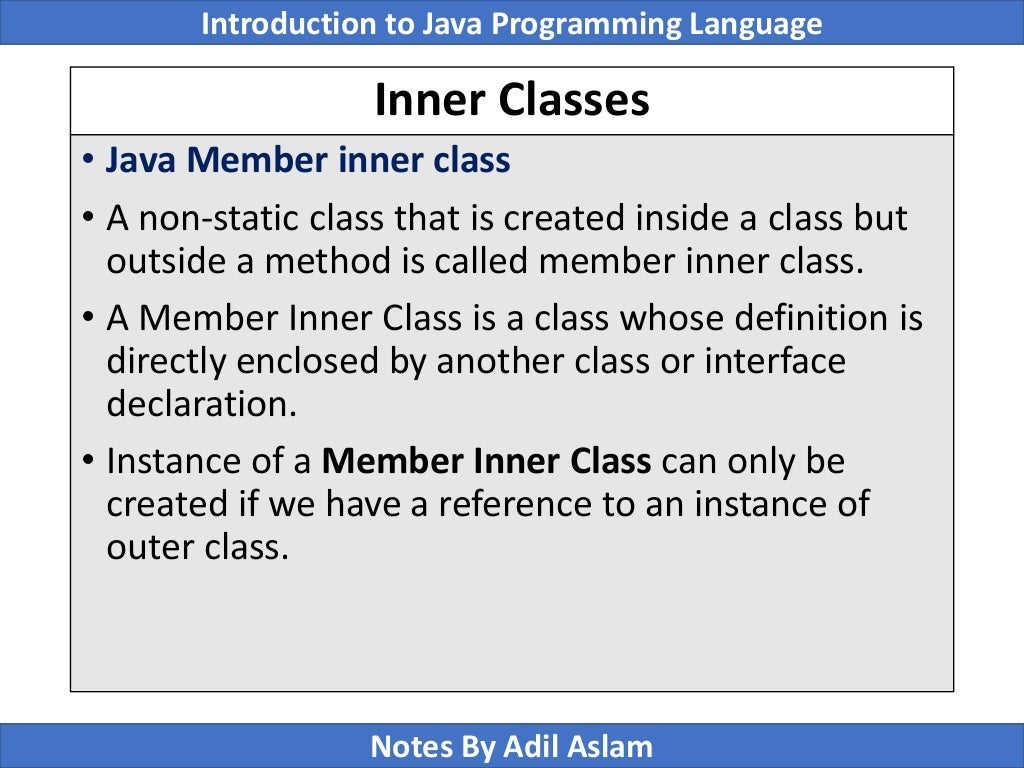 Introduction to Java Programming Language
Inner Classes
• Java Member inner class
• A non-static class that is created inside a class but
outside a method is called member inner class.
• A Member Inner Class is a class whose definition is
directly enclosed by another class or interface
declaration.
• Instance of a Member Inner Class can only be
created if we have a reference to an instance of
outer class.
Notes By Adil Aslam